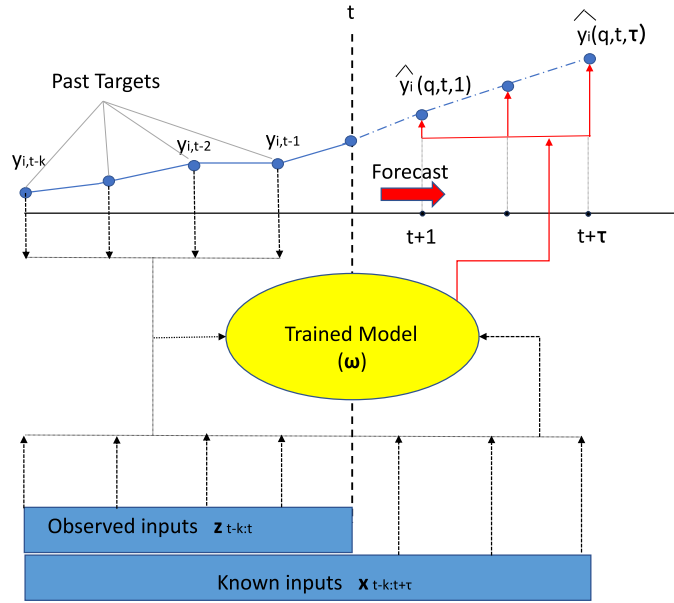 t
ŷi(q,t,τ)
Past Targets
ŷi(q,t,1)
yi,t-k
yi,t-2
yi,t-1
Forecast
t+1
t+τ
Trained Model
(ω)
Observed inputs z t-k:t
Known inputs x t-k:t+τ